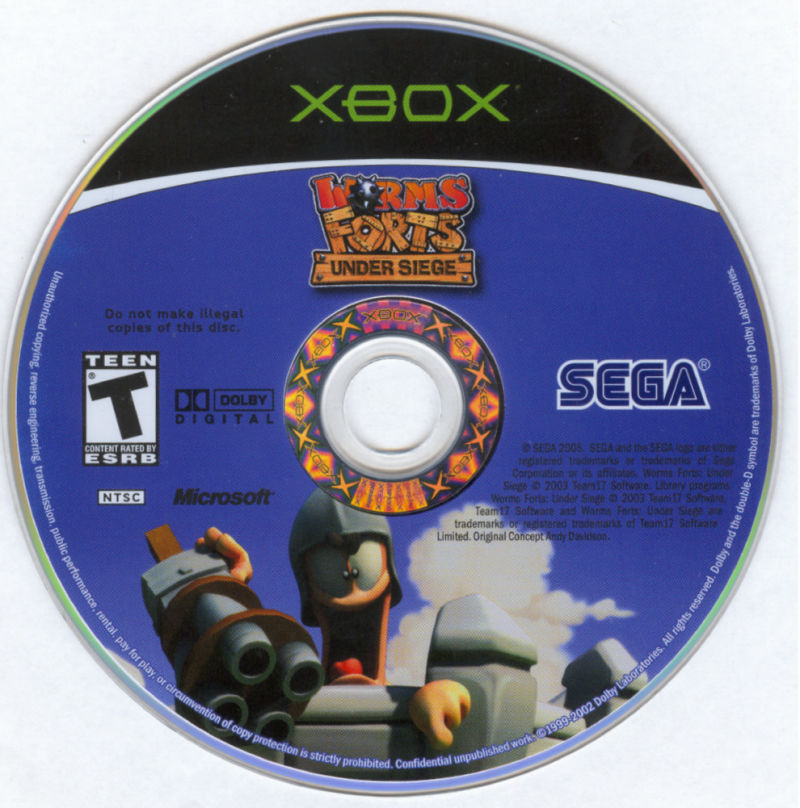 XBOX
WORMS
FORTS
UNDER SIEGE
XBOX
Do not make illegal
copies of this disc.
TEEN
T
®
CONTENT RATED BY
ESRB
DOLBY
DIGITAL
NTSC
Microsoft®
SEGA®
© SEGA 2005. SEGA and the SEGA logo are either
registered trademarks or trademarks of Sega
Corporation or its affiliates. Worms Forts: Under
Siege © 2003 Team17 Software. Library programs
Worms Forts: Under Siege © 2003 Team17 Software.
Team17 Software and Worms Forts: Under Siege are
trademarks or registered trademarks of Team17 Software
Limited. Original Concept Andy Davidson.
Unauthorized copying, reverse engineering, transmission, public performance, rental, pay for play, or circumvention of copy protection is strictly prohibited. Confidential unpublished work. ©1999-2002 Dolby Laboratories. All rights reserved. Dolby and the double-D symbol are trademarks of Dolby Laboratories.